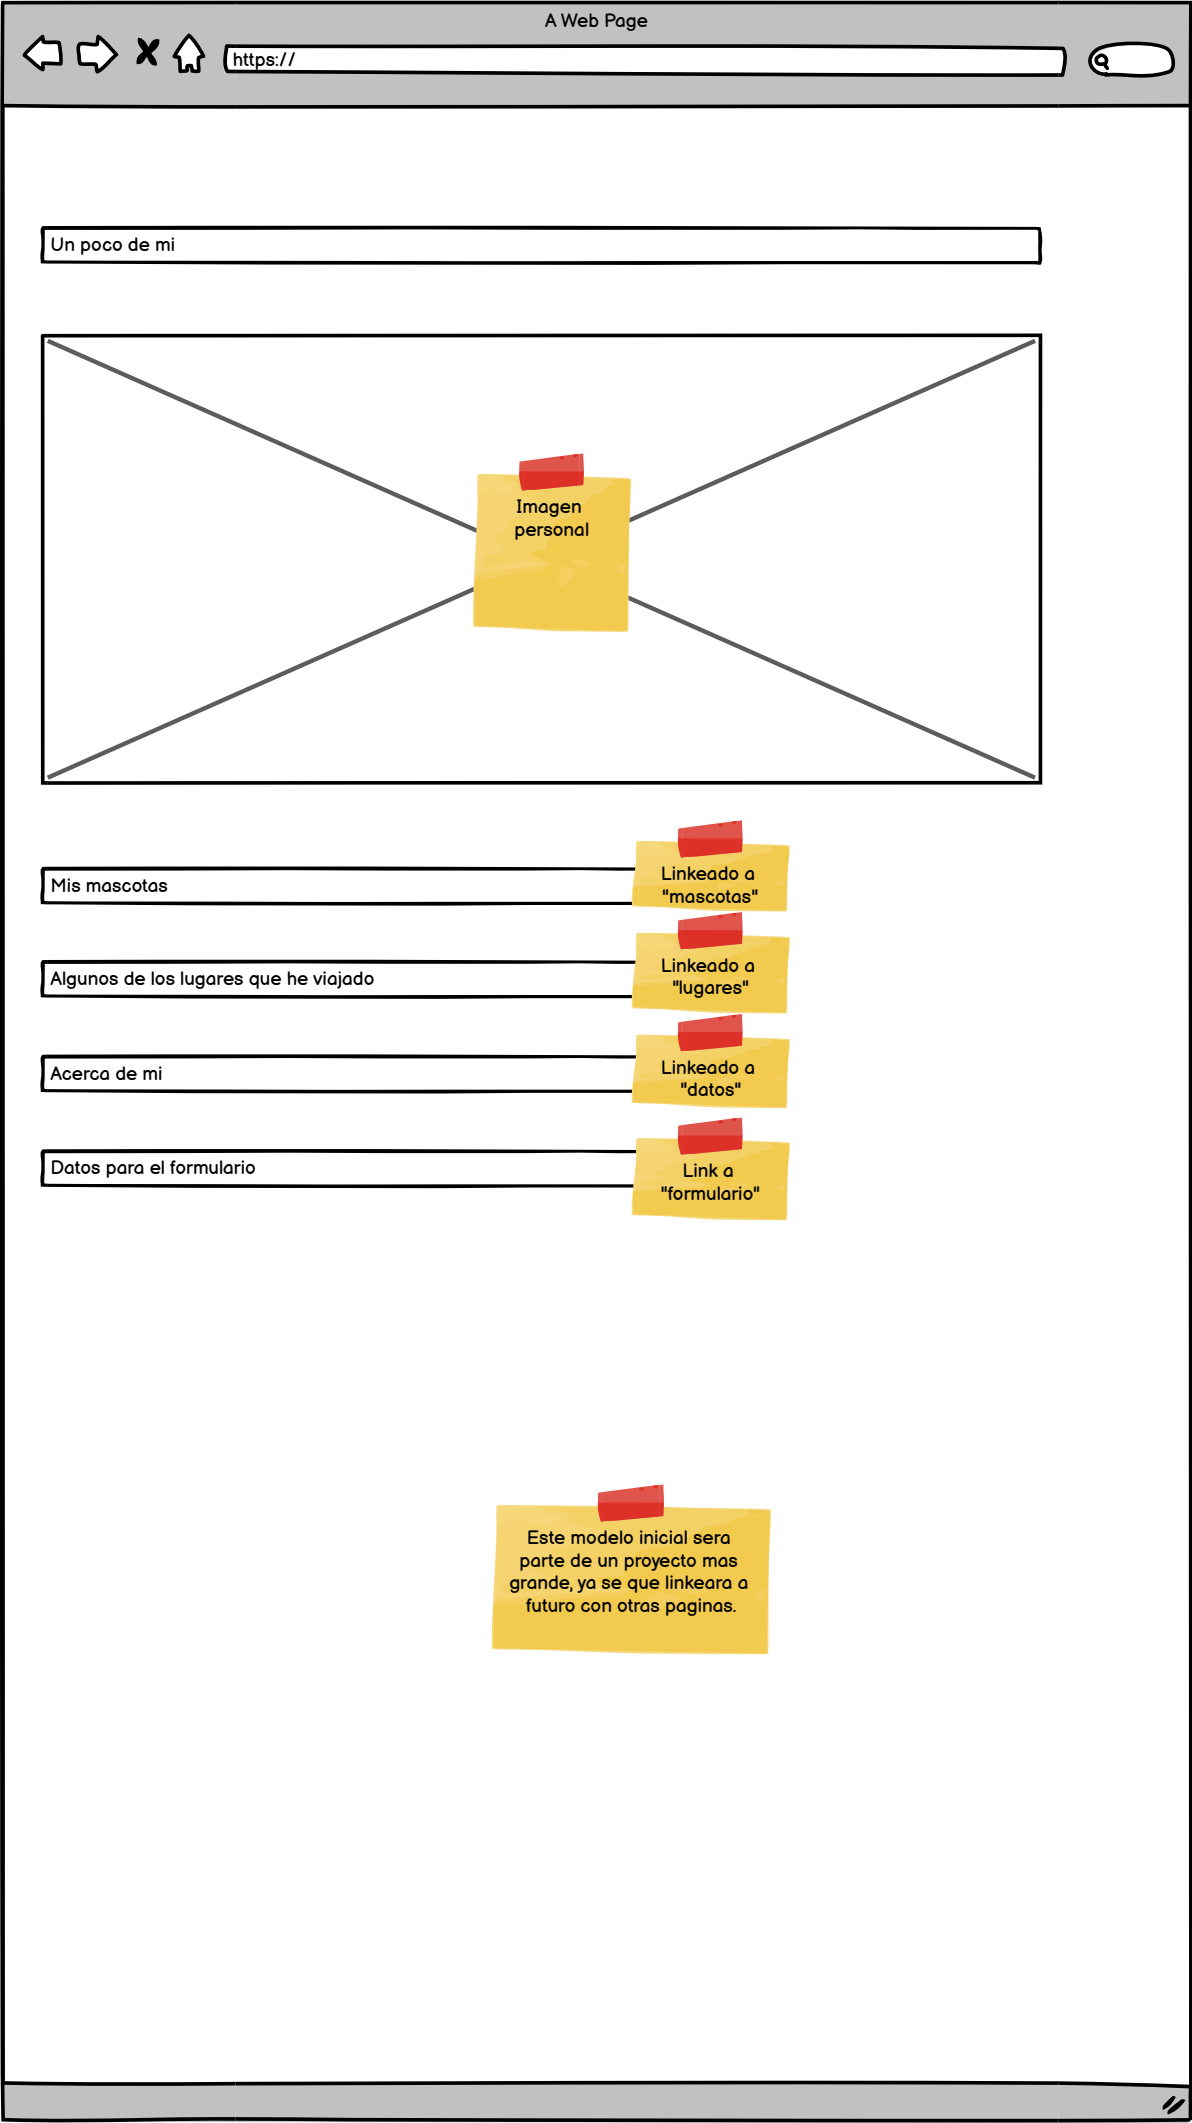 A Web Page
https://
Un poco de mi
Imagen
personal
Mis mascotas
Linkeado a
"mascotas"
Algunos de los lugares que he viajado
Linkeado a
"lugares"
Acerca de mi
Linkeado a
"datos"
Datos para el formulario
Link a
"formulario"
Este modelo inicial sera
parte de un proyecto mas
grande, ya se que linkeara a
futuro con otras paginas.